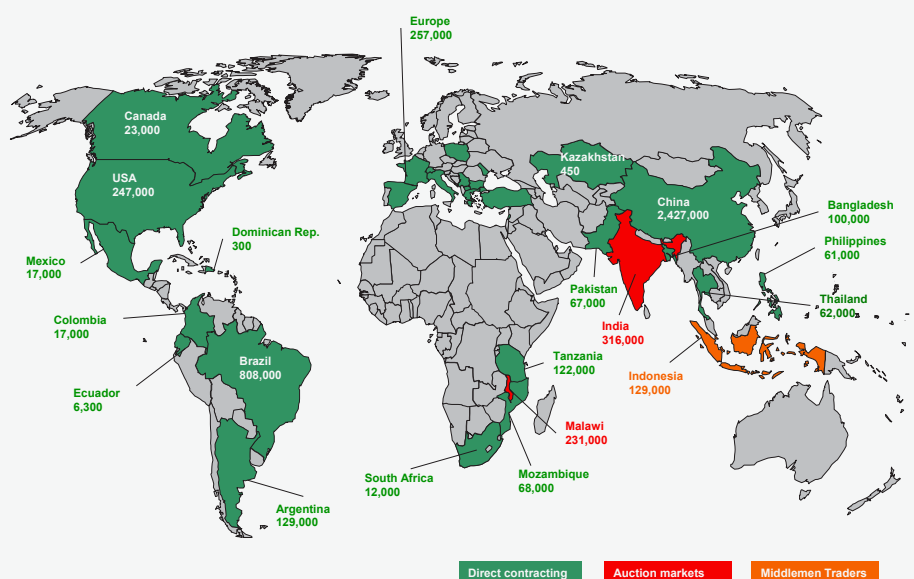 Europe
257,000
Canada
23,000
USA
247,000
Kazakhstan
450
China
2,427,000
Bangladesh
100,000
Dominican Rep.
300
Philippines
61,000
Mexico
17,000
Pakistan
67,000
Thailand
62,000
Colombia
17,000
India
316,000
Brazil
808,000
Tanzania
122,000
Indonesia
129,000
Ecuador
6,300
Malawi
231,000
South Africa
12,000
Mozambique
68,000
Argentina
129,000
Direct contracting
Auction markets
Middlemen Traders